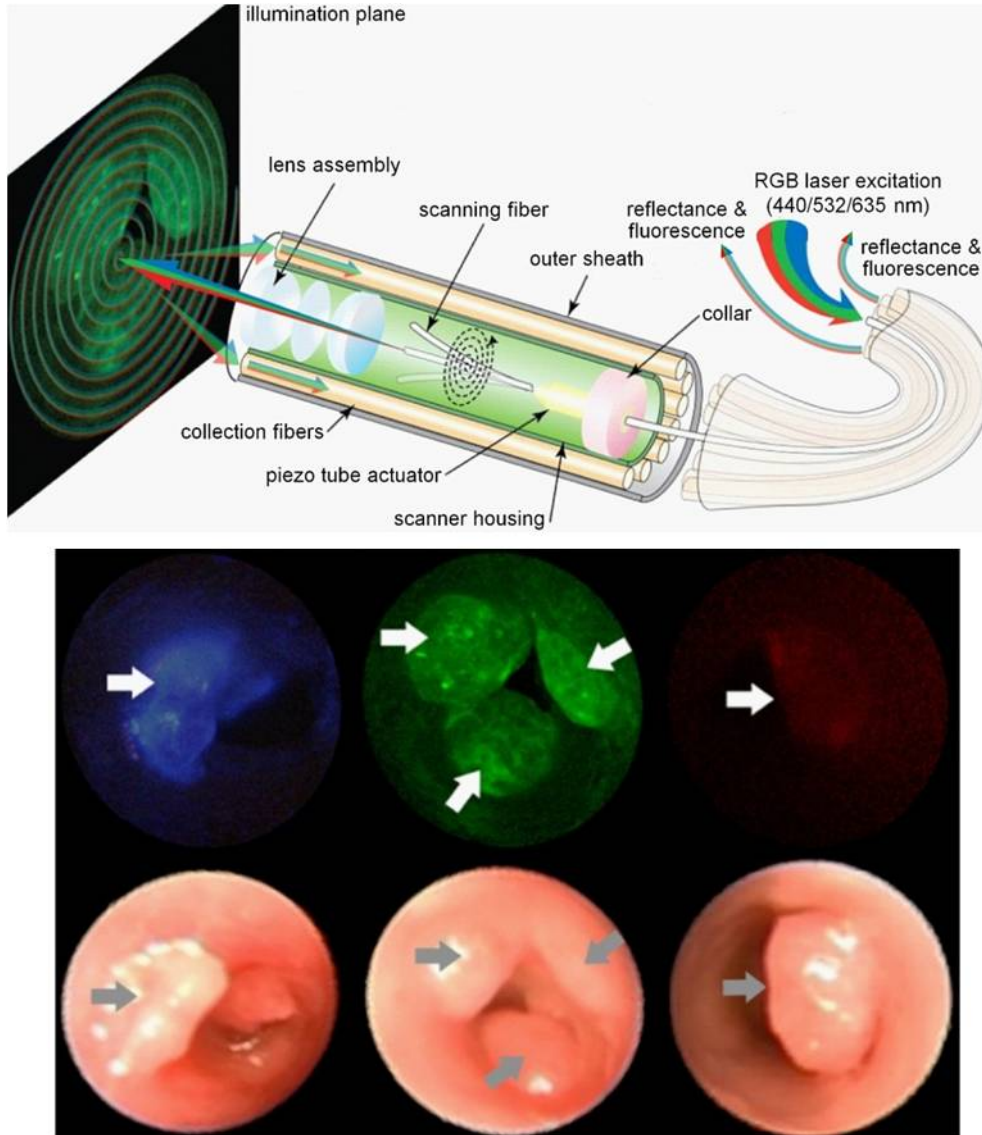 illumination plane
lens assembly
scanning fiber
reflectance &
fluorescence
RGB laser excitation
(440/532/635 nm)
reflectance &
fluorescence
outer sheath
collar
collection fibers
piezo tube actuator
scanner housing